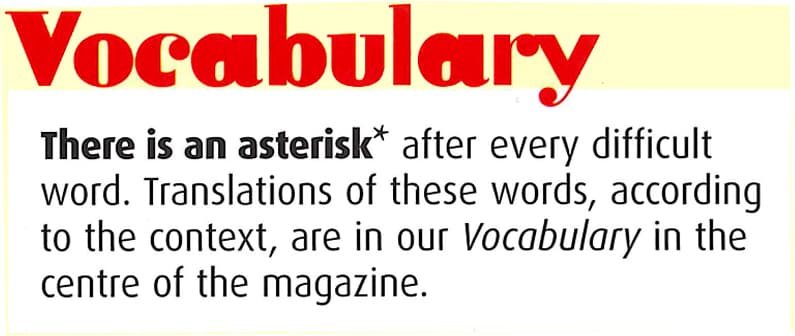 Vocabulary
There is an asterisk* after every difficult
word. Translations of these words, according
to the context, are in our Vocabulary in the
centre of the magazine.